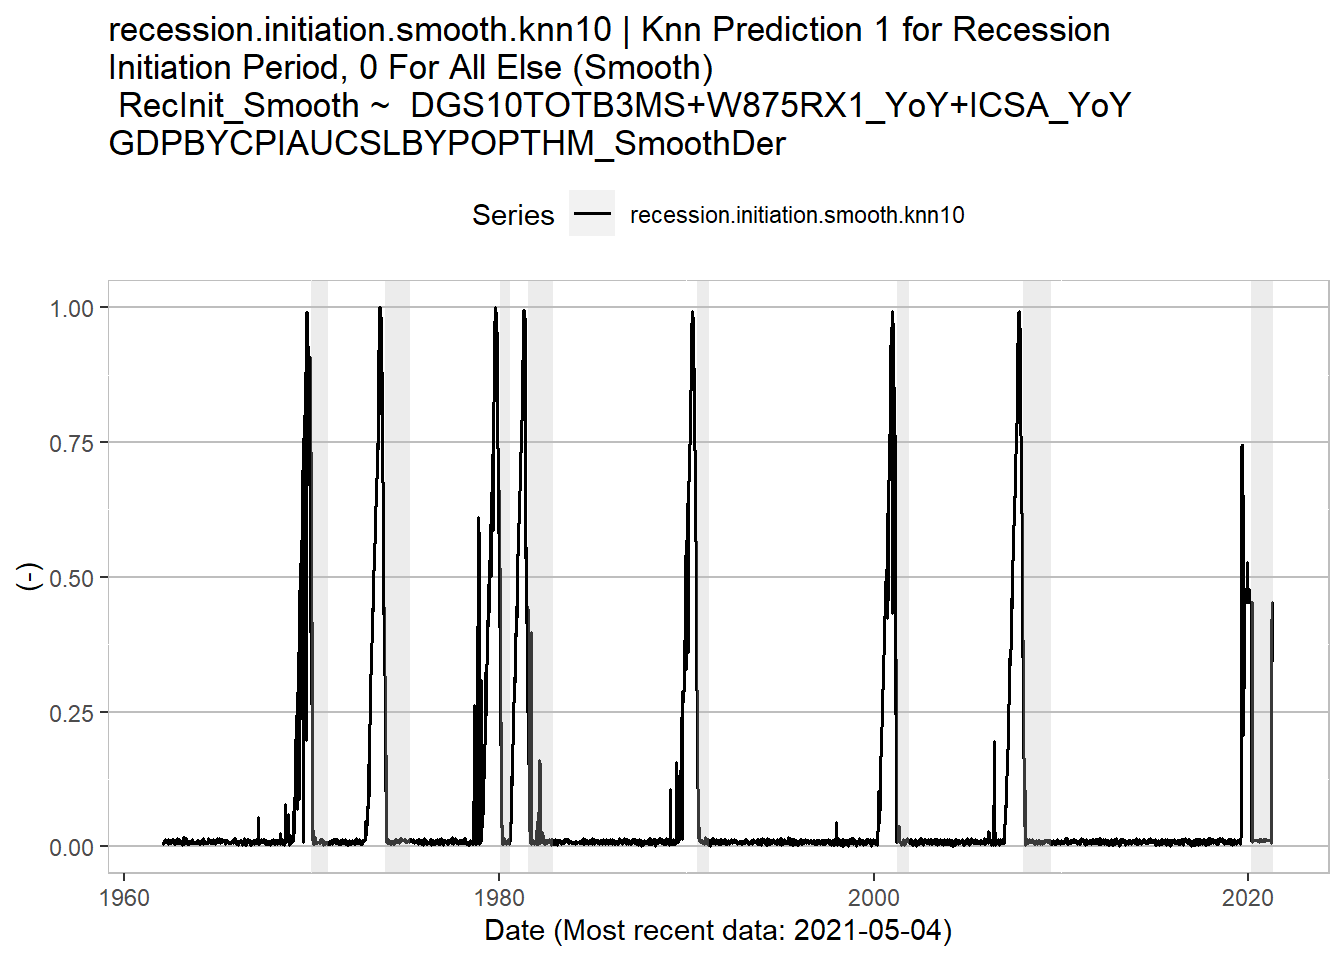 recession.initiation.smooth.knn10 | Knn Prediction 1 for Recession
Initiation Period, 0 For All Else (Smooth)
RecInit_Smooth ~  DGS10TOTB3MS+W875RX1_YoY+ICSA_YoY
GDPBYCPIAUCSLBYPOPTHM_SmoothDer
Series recession.initiation.smooth.knn10
1.00
0.75
0.50
0.25
0.00
(-)
1960 1980 2000 2020
Date (Most recent data: 2021-05-04)